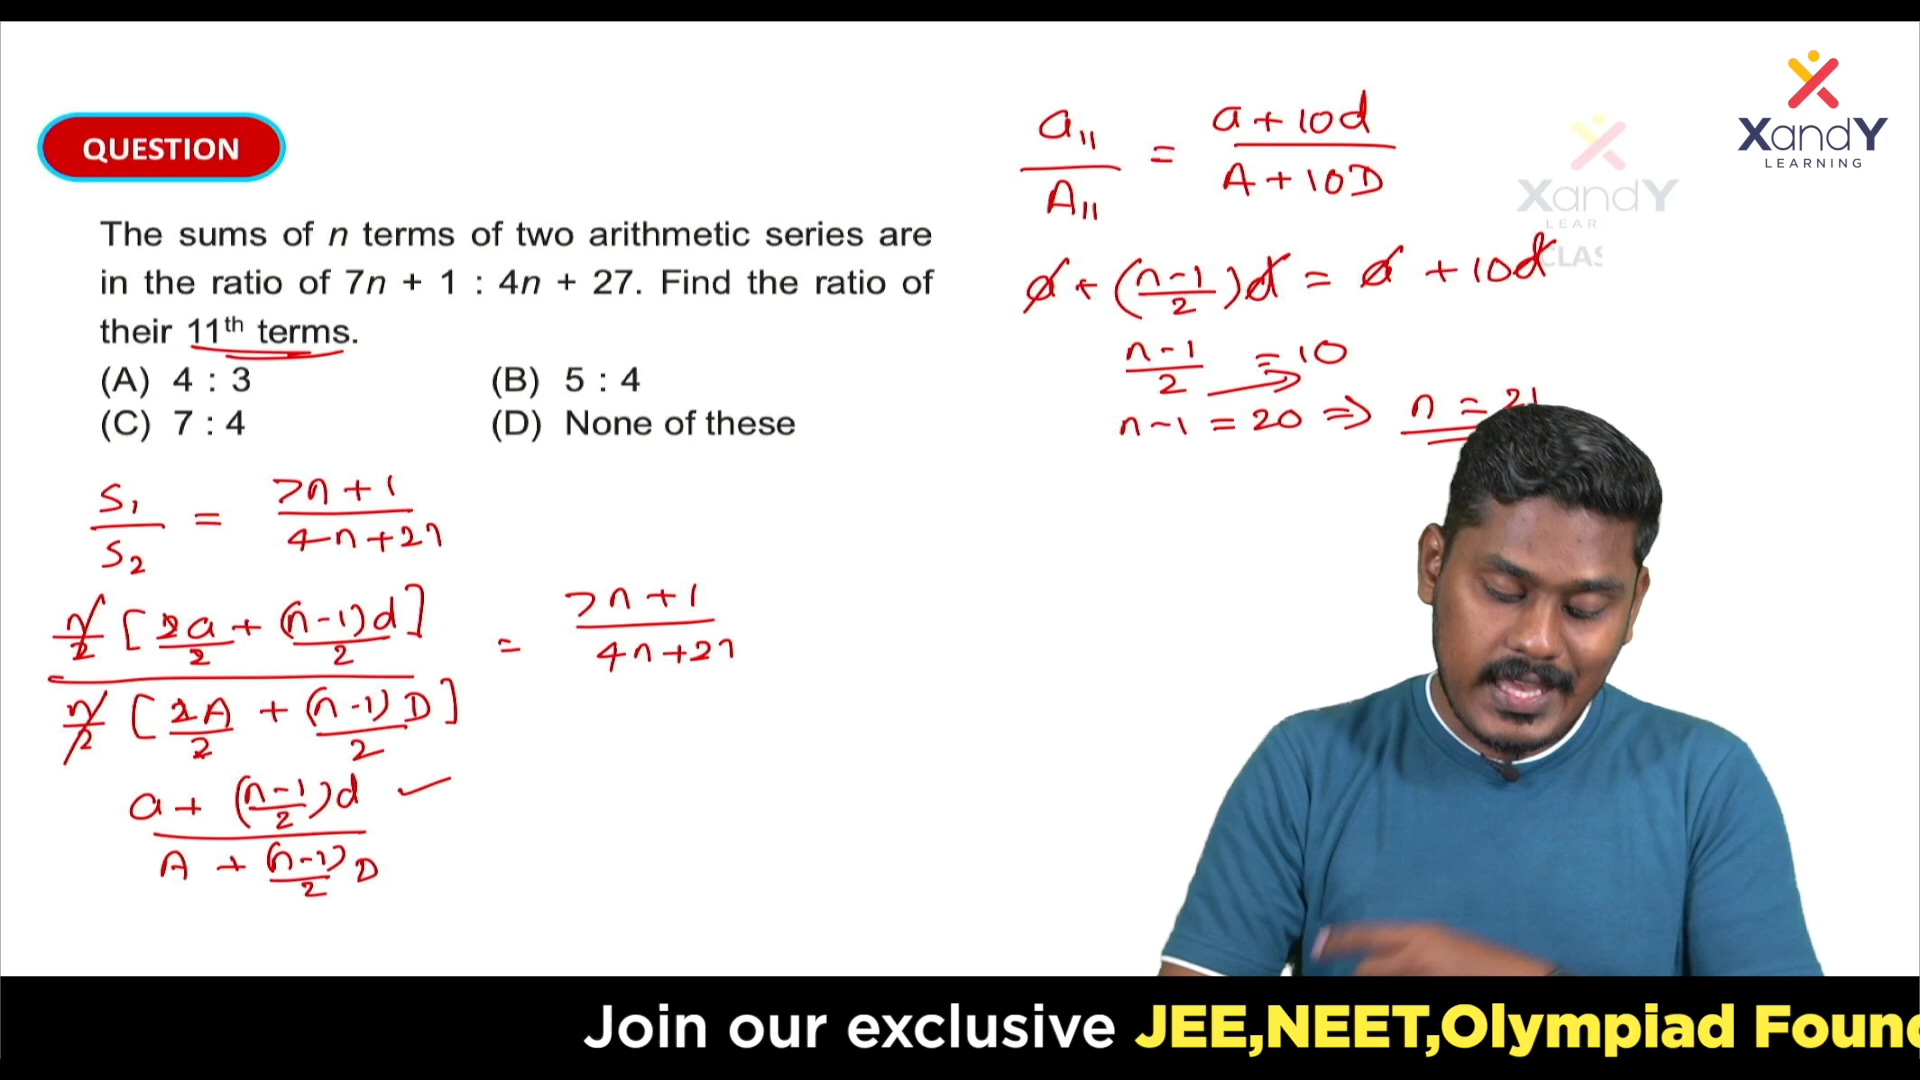 QUESTION
The sums of n terms of two arithmetic series are
in the ratio of 7n + 1 : 4n + 27. Find the ratio of
their 11th terms.
(A) 4 : 3
(B) 5 : 4
(C) 7 : 4
(D) None of these
S1/S2 = 7n+1/4n+27
n/2 [2a/2 + (n-1)d/2] / n/2 [2A/2 + (n-1)D/2] = 7n+1/4n+27
a + (n-1/2)d / A + (n-1)/2 D
a11/A11 = a+10d/A+10D
a + (n-1/2)d = a + 10d
n-1/2 = 10
n-1 = 20 ⇒ n = 21
XandY
LEARNING
XandY
LEAR
CLAS
Join our exclusive JEE,NEET,Olympiad Foun